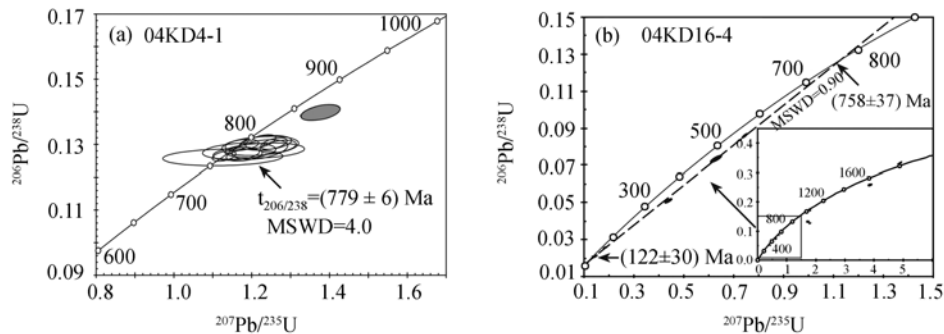 (a) 04KD4-1
0.17
0.15
0.13
0.11
0.09
²⁰⁶Pb/²³⁸U
1000
900
800
700
600
t206/238=(779 ± 6) Ma
MSWD=4.0
0.8 1.0 1.2 1.4 1.6
²⁰⁷Pb/²³⁵U
(b) 04KD16-4
0.15
0.13
0.11
0.09
0.07
0.05
0.03
0.01
²⁰⁶Pb/²³⁸U
800
700
500
300
MSWD=0.90
(758±37) Ma
(122±30) Ma
0.4
0.3
0.2
0.1
0.0
1600
1200
800
400
0 1 2 3 4 5
0.1 0.3 0.5 0.7 0.9 1.1 1.3 1.5
²⁰⁷Pb/²³⁵U